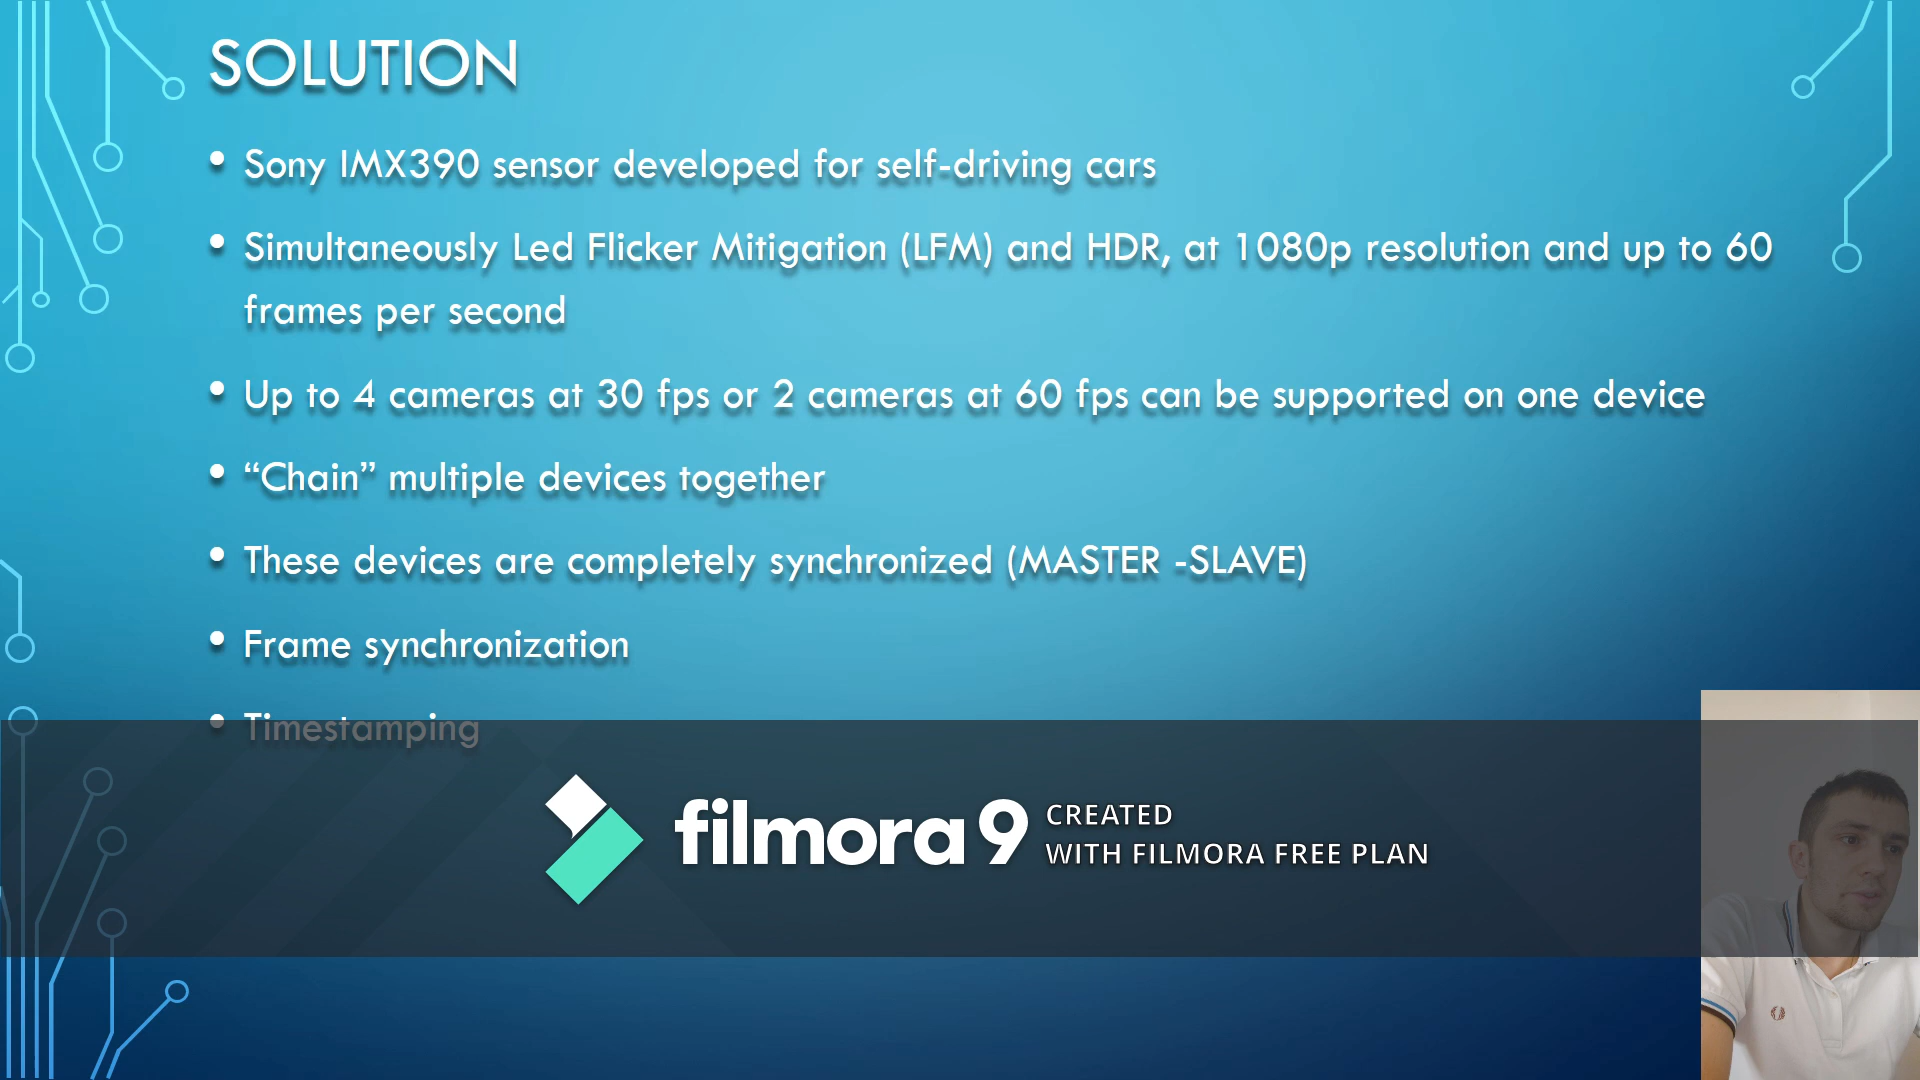 SOLUTION
• Sony IMX390 sensor developed for self-driving cars
• Simultaneously Led Flicker Mitigation (LFM) and HDR, at 1080p resolution and up to 60
frames per second
• Up to 4 cameras at 30 fps or 2 cameras at 60 fps can be supported on one device
• “Chain” multiple devices together
• These devices are completely synchronized (MASTER -SLAVE)
• Frame synchronization
• Timestamping
filmora 9
CREATED
WITH FILMORA FREE PLAN